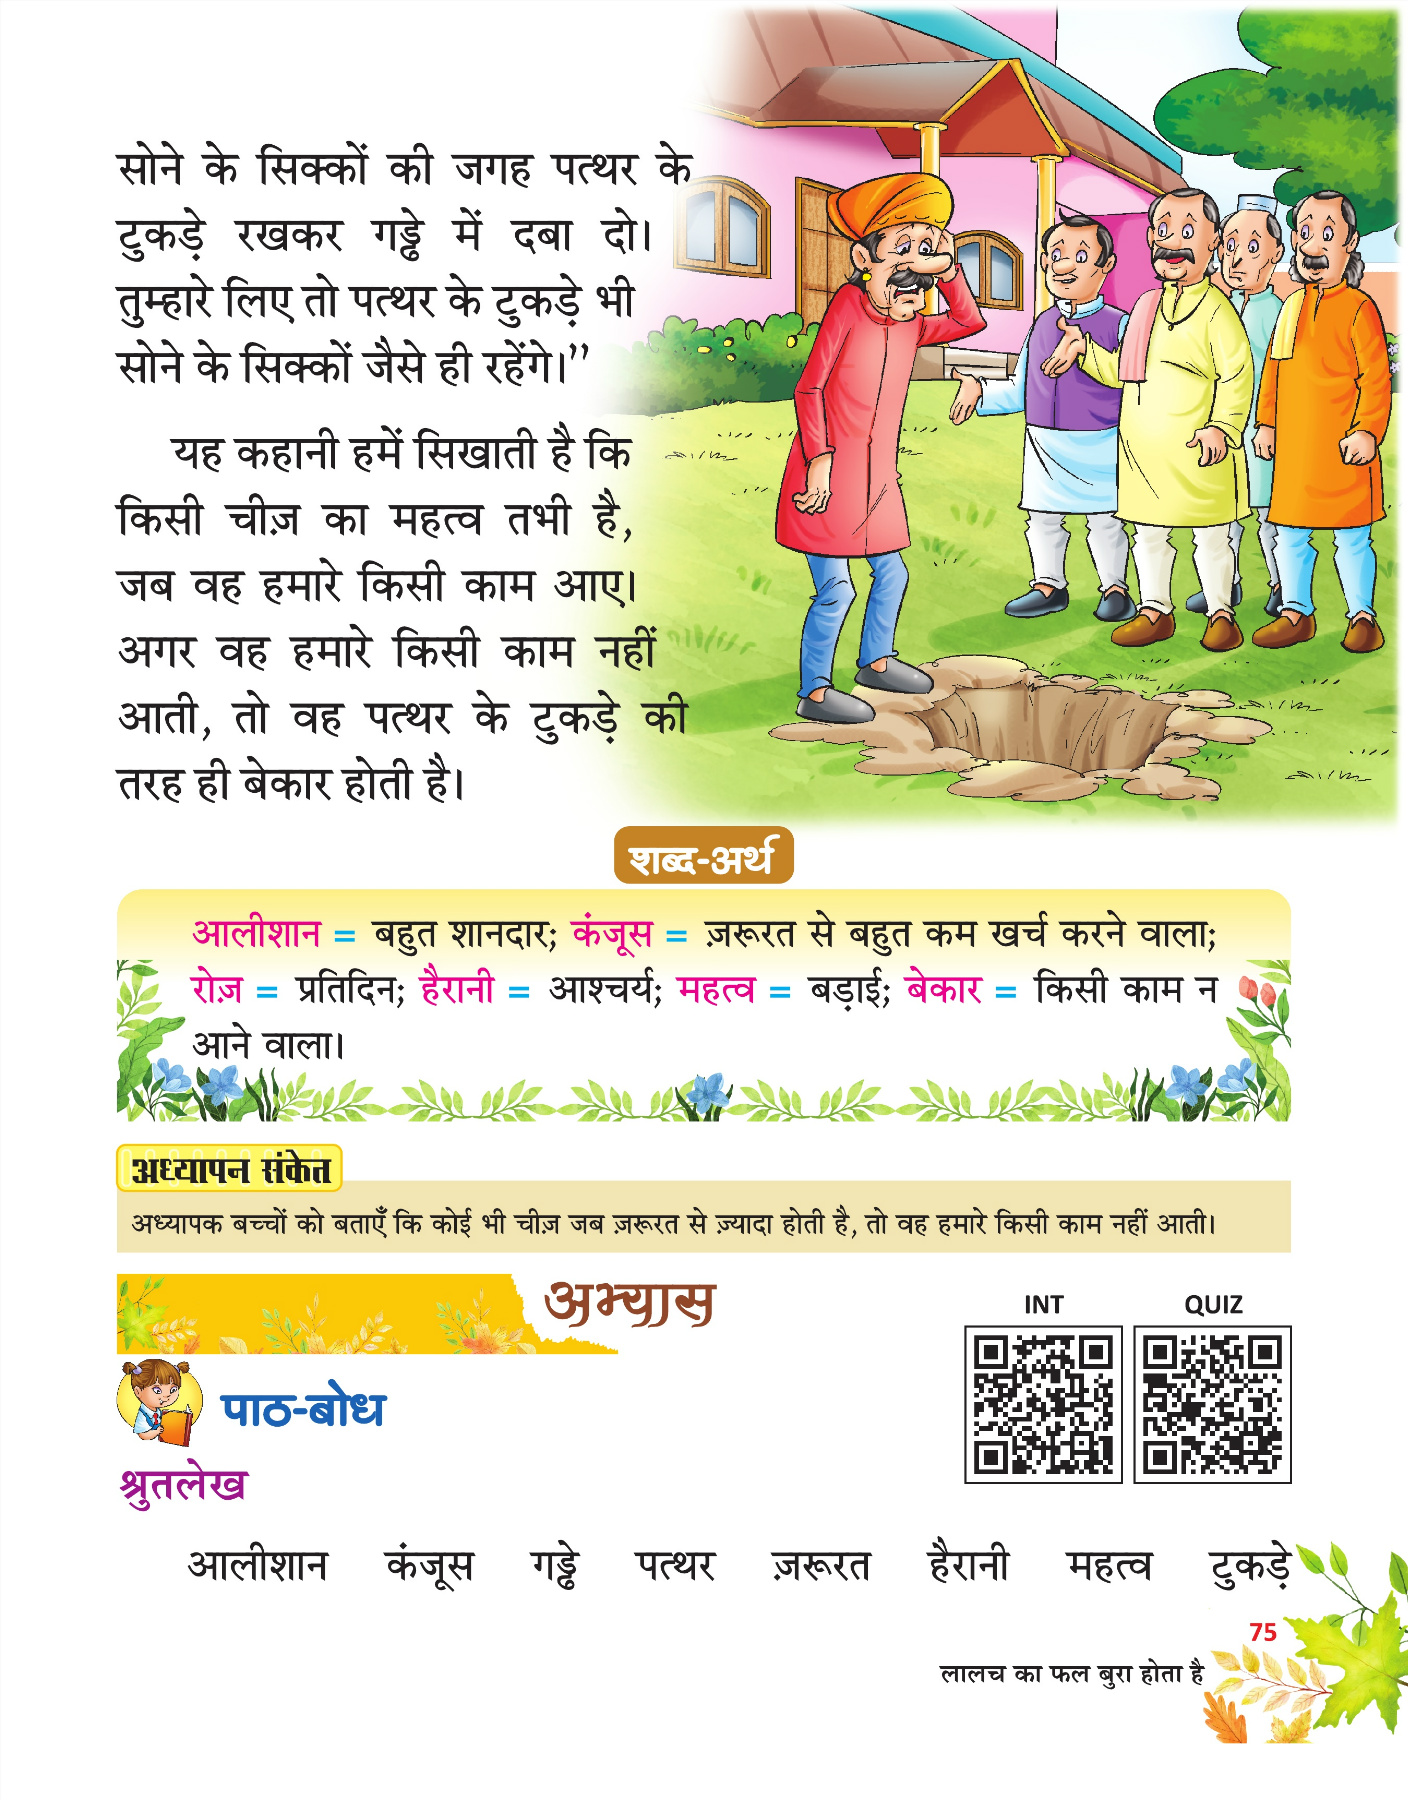 सोने के सिक्कों की जगह पत्थर के
टुकड़े रखकर गड्ढे में दबा दो।
तुम्हारे लिए तो पत्थर के टुकड़े भी
सोने के सिक्कों जैसे ही रहेंगे।”
यह कहानी हमें सिखाती है कि
किसी चीज़ का महत्व तभी है,
जब वह हमारे किसी काम आए।
अगर वह हमारे किसी काम नहीं
आती, तो वह पत्थर के टुकड़े की
तरह ही बेकार होती है।
शब्द-अर्थ
आलीशान = बहुत शानदार; कंजूस = ज़रूरत से बहुत कम खर्च करने वाला;
रोज़ = प्रतिदिन; हैरानी = आश्चर्य; महत्व = बड़ाई; बेकार = किसी काम न
आने वाला।
अध्यापन संकेत
अध्यापक बच्चों को बताएँ कि कोई भी चीज़ जब ज़रूरत से ज़्यादा होती है, तो वह हमारे किसी काम नहीं आती।
अभ्यास
INT QUIZ
पाठ-बोध
श्रुतलेख
आलीशान कंजूस गड्ढे पत्थर ज़रूरत हैरानी महत्व टुकड़े
75
लालच का फल बुरा होता है